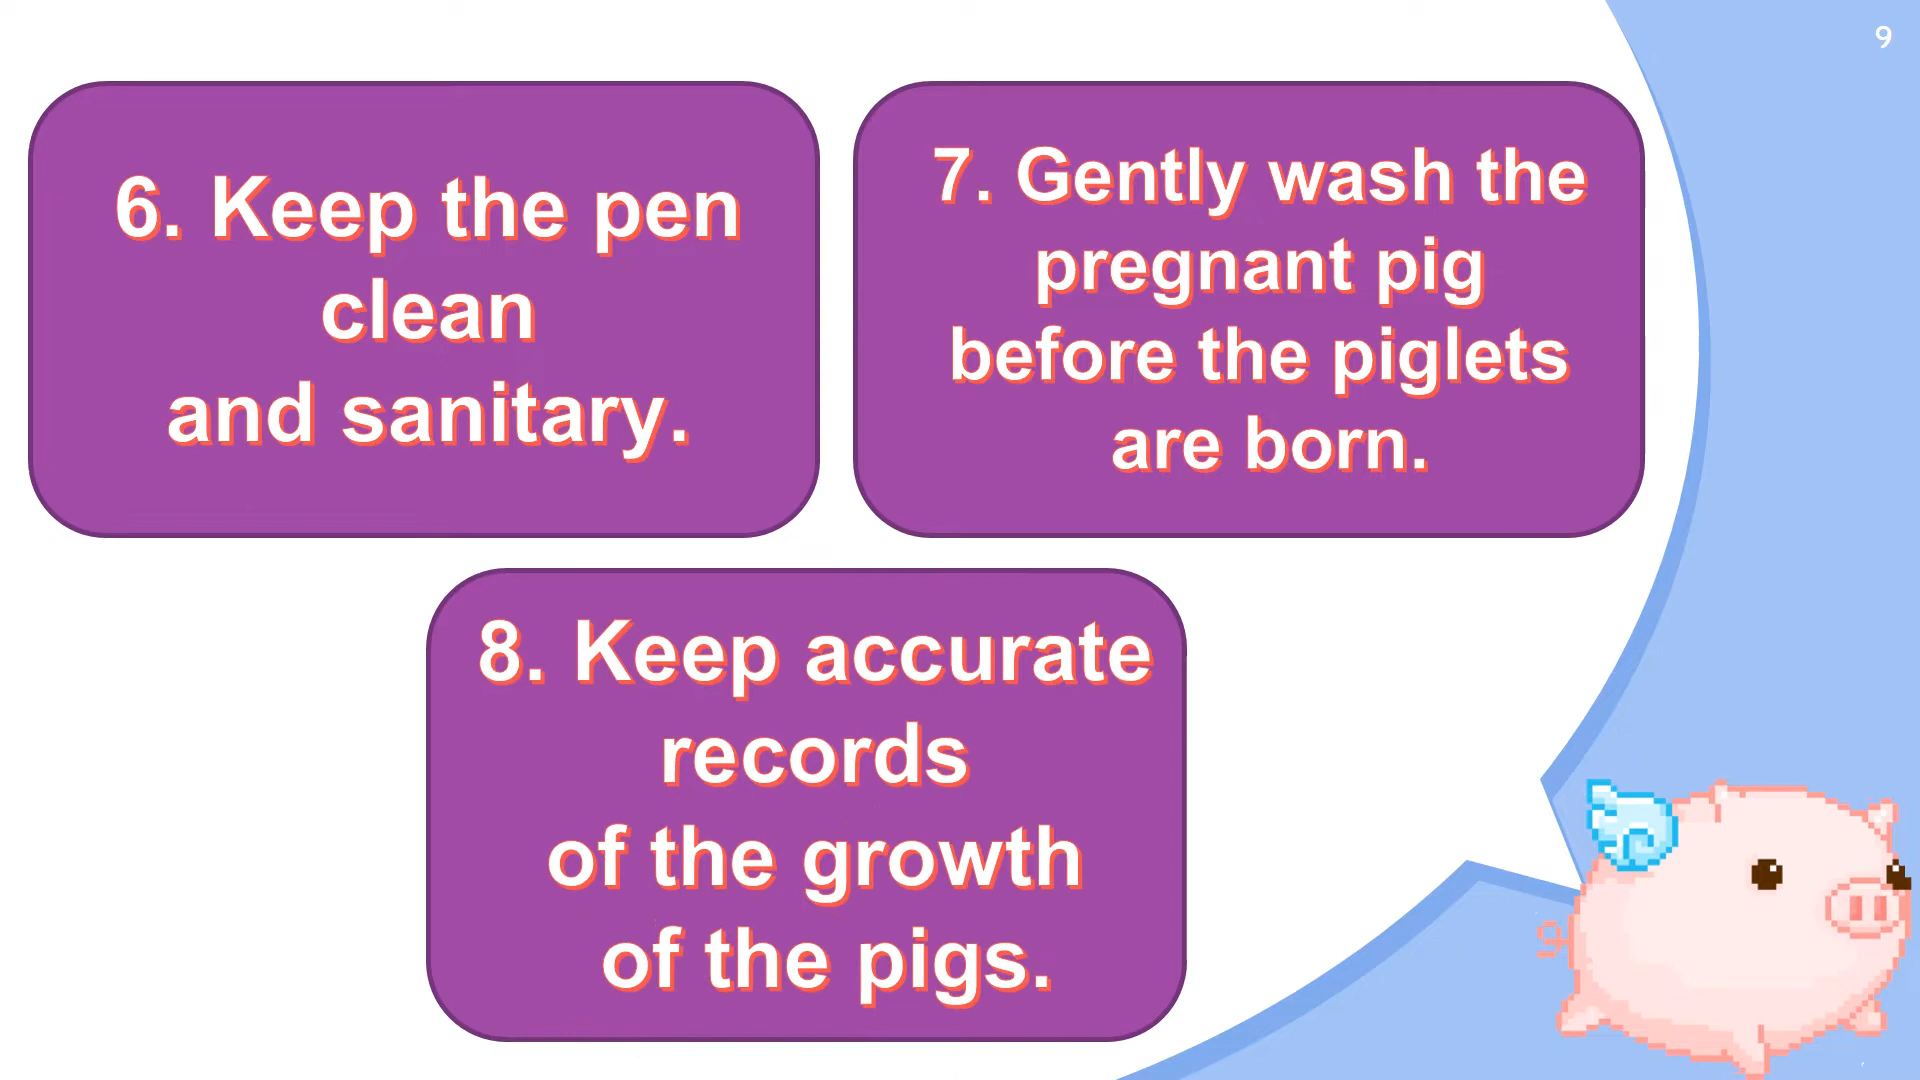 9
6. Keep the pen
clean
and sanitary.
7. Gently wash the
pregnant pig
before the piglets
are born.
8. Keep accurate
records
of the growth
of the pigs.